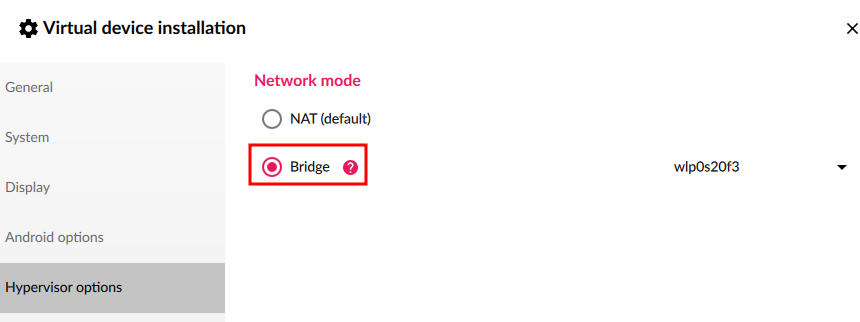 Virtual device installation
General
System
Display
Android options
Hypervisor options
Network mode
NAT (default)
Bridge ? wlp0s20f3